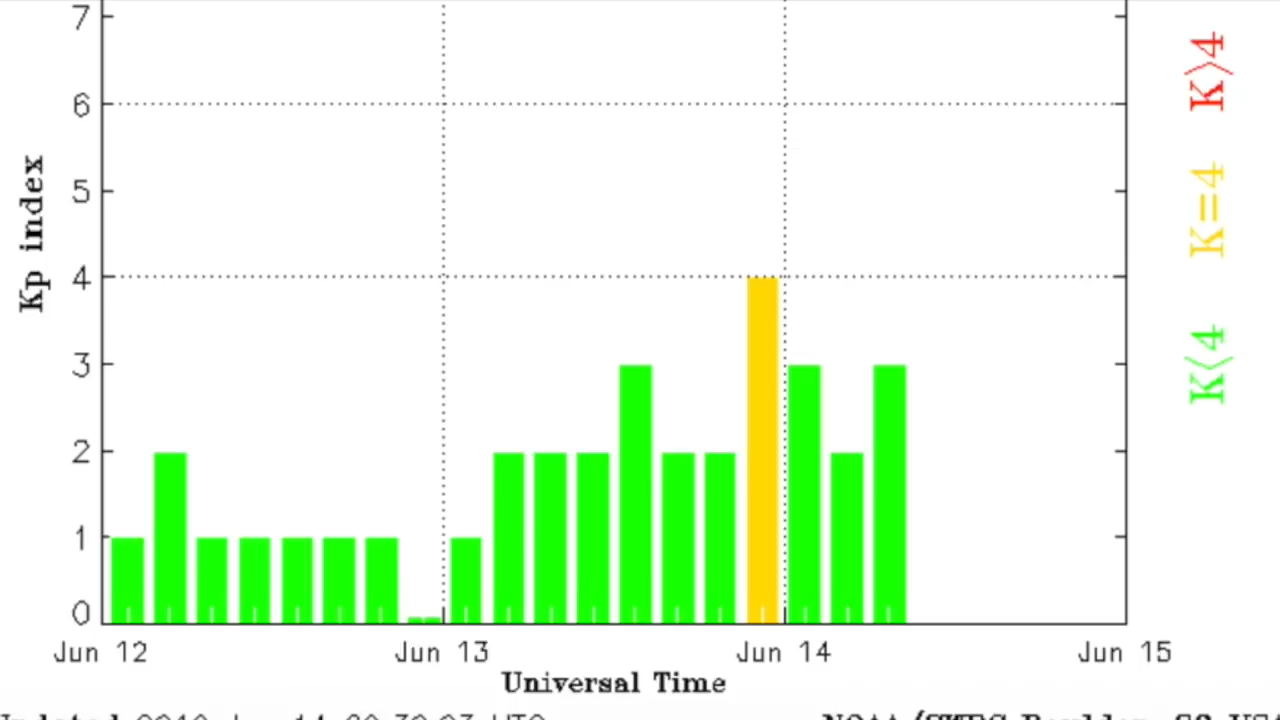 7
6
5
4
3
2
1
0
Kp index
Jun 12
Jun 13
Jun 14
Jun 15
Universal Time
K>4
K=4
K<4